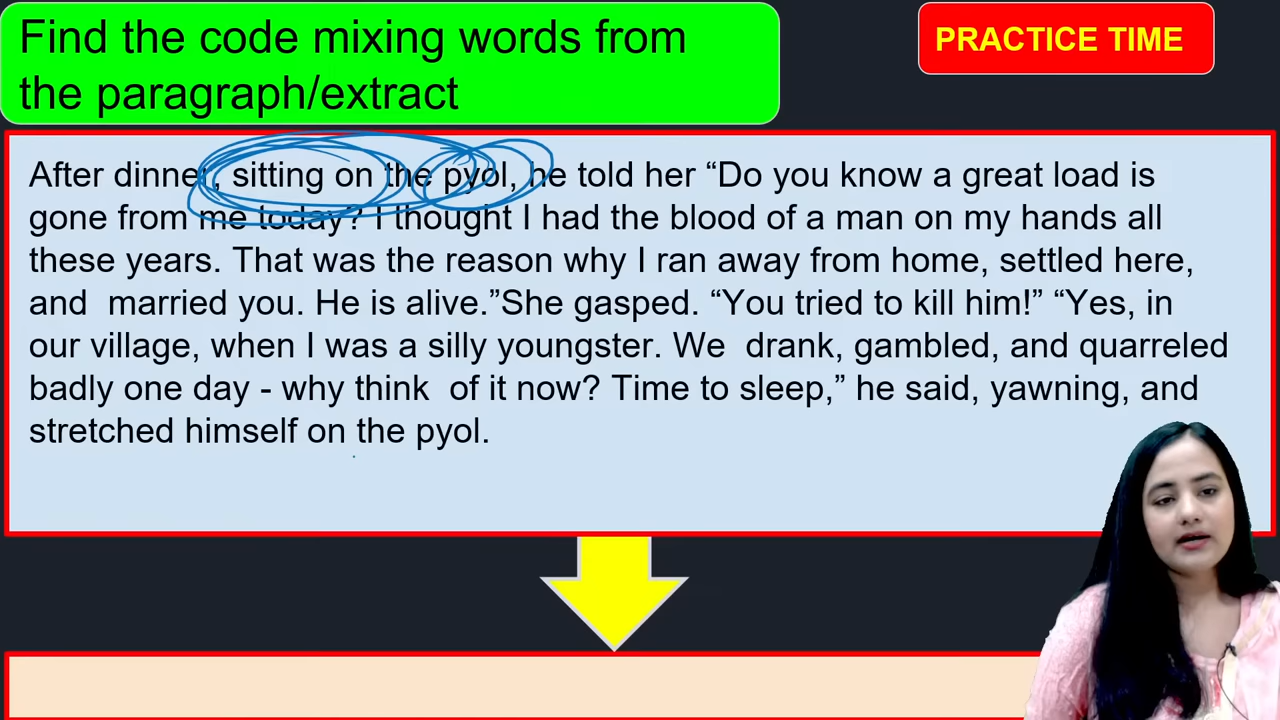 Find the code mixing words from
the paragraph/extract
PRACTICE TIME
After dinner, sitting on the pyol, he told her “Do you know a great load is
gone from me today? I thought I had the blood of a man on my hands all
these years. That was the reason why I ran away from home, settled here,
and  married you. He is alive.”She gasped. “You tried to kill him!” “Yes, in
our village, when I was a silly youngster. We  drank, gambled, and quarreled
badly one day - why think  of it now? Time to sleep,” he said, yawning, and
stretched himself on the pyol.